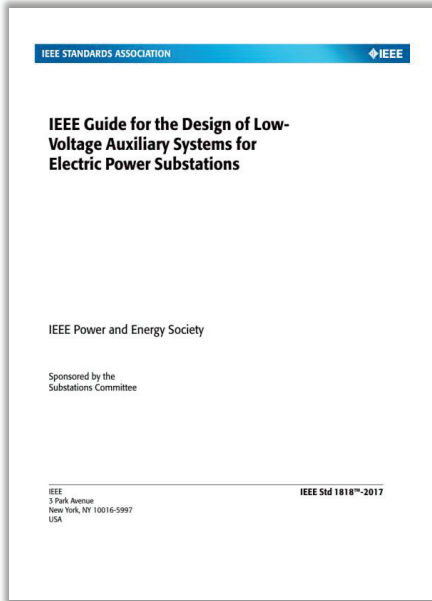 IEEE STANDARDS ASSOCIATION
IEEE
IEEE Guide for the Design of Low-
Voltage Auxiliary Systems for
Electric Power Substations
IEEE Power and Energy Society
Sponsored by the
Substations Committee
IEEE
3 Park Avenue
New York, NY 10016-5997
USA
IEEE Std 1818™-2017